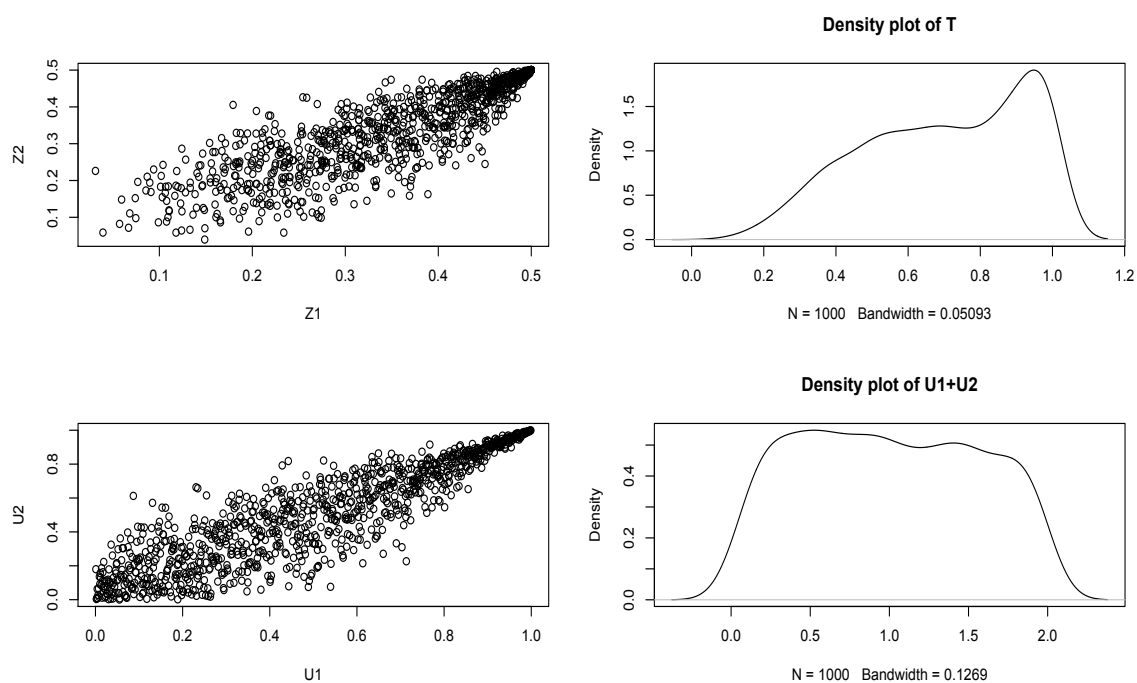 Density plot of T
0.5
0.4
0.3
0.2
0.1
Z2
0.1 0.2 0.3 0.4 0.5
Z1
1.5
1.0
0.5
0.0
Density
0.0 0.2 0.4 0.6 0.8 1.0 1.2
N = 1000 Bandwidth = 0.05093
Density plot of U1+U2
0.8
0.4
0.0
U2
0.0 0.2 0.4 0.6 0.8 1.0
U1
0.4
0.2
0.0
Density
0.0 0.5 1.0 1.5 2.0
N = 1000 Bandwidth = 0.1269